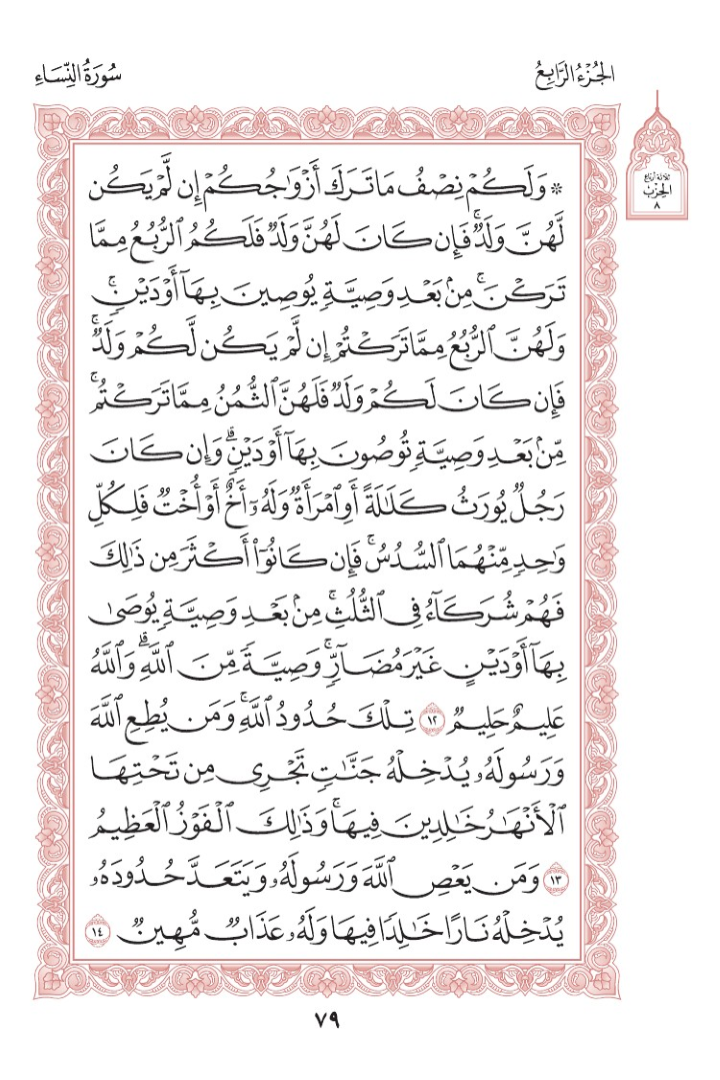 الجُزْءُ الرَّابِعُ
سُورَةُ النِّسَاءِ
ثلاثة أرباع
الحِزْب
٨
۞ وَلَكُمۡ نِصۡفُ مَا تَرَكَ أَزۡوَٰجُكُمۡ إِن لَّمۡ يَكُن
لَّهُنَّ وَلَدٞۚ فَإِن كَانَ لَهُنَّ وَلَدٞ فَلَكُمُ ٱلرُّبُعُ مِمَّا
تَرَكۡنَۚ مِنۢ بَعۡدِ وَصِيَّةٖ يُوصِينَ بِهَآ أَوۡ دَيۡنٖۚ
وَلَهُنَّ ٱلرُّبُعُ مِمَّا تَرَكۡتُمۡ إِن لَّمۡ يَكُن لَّكُمۡ وَلَدٞۚ
فَإِن كَانَ لَكُمۡ وَلَدٞ فَلَهُنَّ ٱلثُّمُنُ مِمَّا تَرَكۡتُمۚ
مِّنۢ بَعۡدِ وَصِيَّةٖ تُوصُونَ بِهَآ أَوۡ دَيۡنٖۗ وَإِن كَانَ
رَجُلٞ يُورَثُ كَلَٰلَةً أَوِ ٱمۡرَأَةٞ وَلَهُۥٓ أَخٌ أَوۡ أُخۡتٞ فَلِكُلِّ
وَٰحِدٖ مِّنۡهُمَا ٱلسُّدُسُۚ فَإِن كَانُوٓاْ أَكۡثَرَ مِن ذَٰلِكَ
فَهُمۡ شُرَكَآءُ فِي ٱلثُّلُثِۚ مِنۢ بَعۡدِ وَصِيَّةٖ يُوصَىٰ
بِهَآ أَوۡ دَيۡنٍ غَيۡرَ مُضَآرّٖۚ وَصِيَّةٗ مِّنَ ٱللَّهِۗ وَٱللَّهُ
عَلِيمٌ حَلِيمٞ ١٢ تِلۡكَ حُدُودُ ٱللَّهِۚ وَمَن يُطِعِ ٱللَّهَ
وَرَسُولَهُۥ يُدۡخِلۡهُ جَنَّٰتٖ تَجۡرِي مِن تَحۡتِهَا
ٱلۡأَنۡهَٰرُ خَٰلِدِينَ فِيهَاۚ وَذَٰلِكَ ٱلۡفَوۡزُ ٱلۡعَظِيمُ
١٣ وَمَن يَعۡصِ ٱللَّهَ وَرَسُولَهُۥ وَيَتَعَدَّ حُدُودَهُۥ
يُدۡخِلۡهُ نَارًا خَٰلِدٗا فِيهَا وَلَهُۥ عَذَابٞ مُّهِينٞ ١٤
٧٩